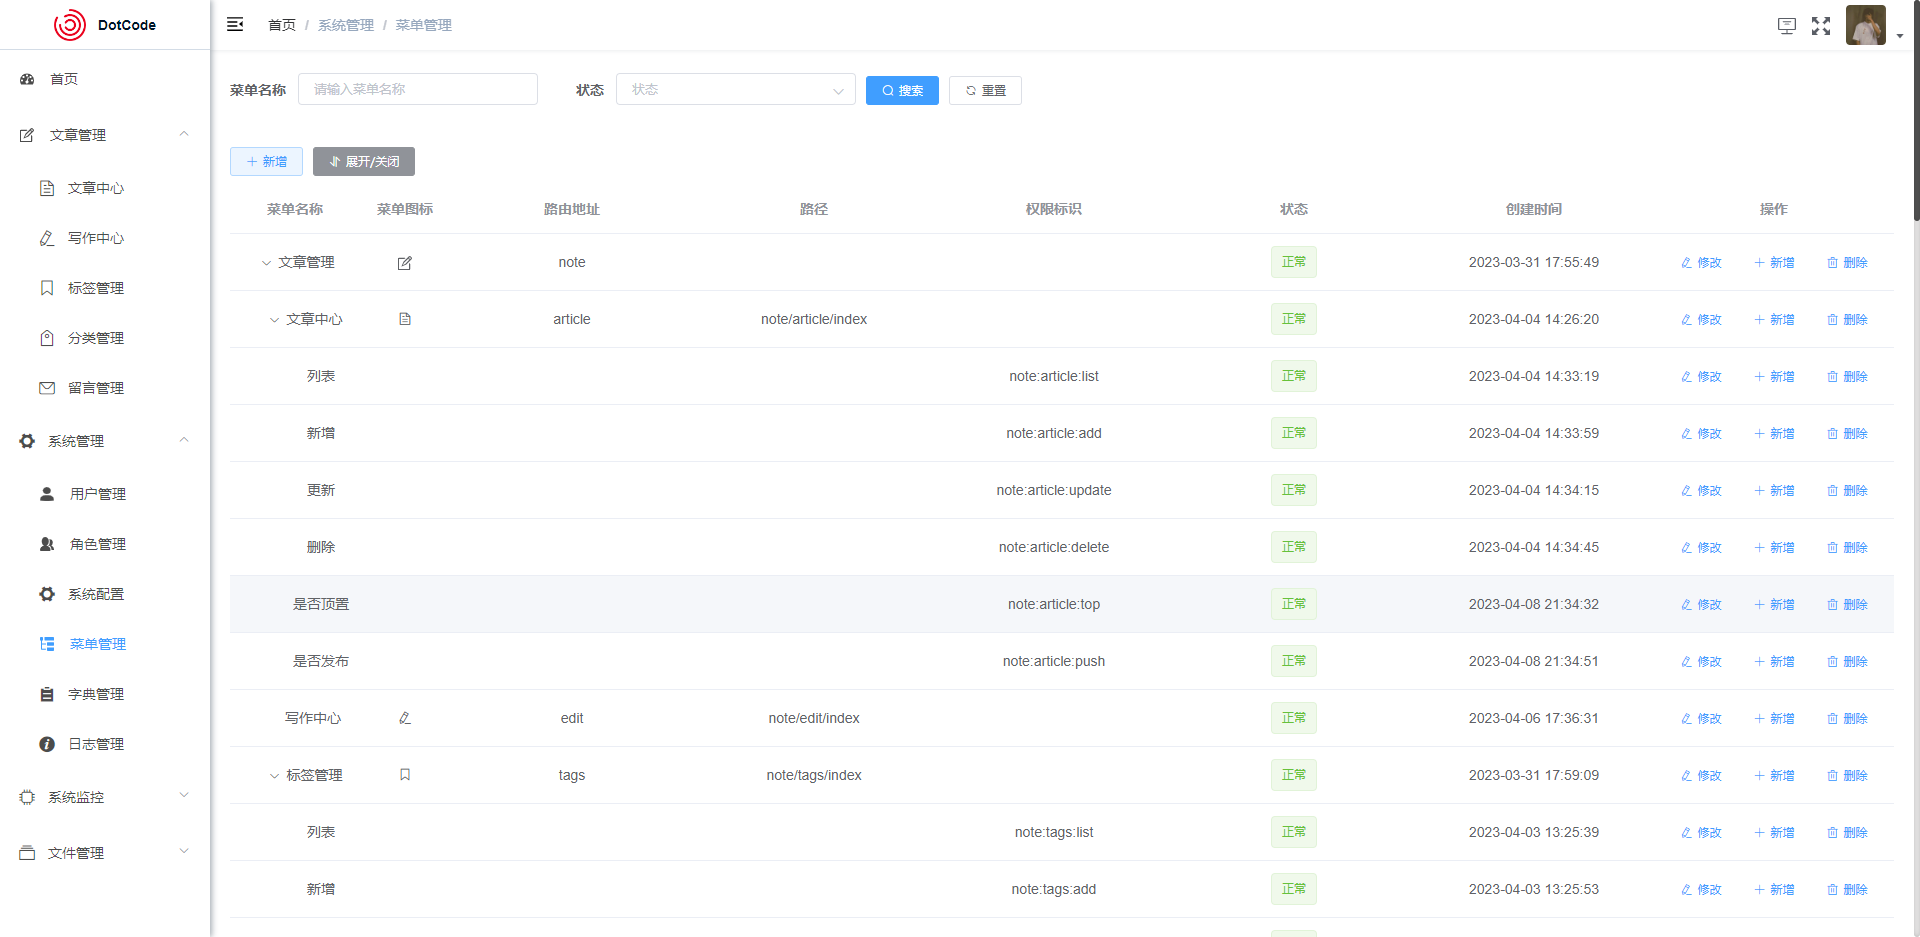 DotCode
首页 / 系统管理 / 菜单管理
首页
文章管理
文章中心
写作中心
标签管理
分类管理
留言管理
系统管理
用户管理
角色管理
系统配置
菜单管理
字典管理
日志管理
系统监控
文件管理
菜单名称 请输入菜单名称 状态 状态 搜索 重置
新增 展开/关闭
菜单名称 菜单图标 路由地址 路径 权限标识 状态 创建时间 操作
文章管理 note 正常 2023-03-31 17:55:49 修改 新增 删除
文章中心 article note/article/index 正常 2023-04-04 14:26:20 修改 新增 删除
列表 note:article:list 正常 2023-04-04 14:33:19 修改 新增 删除
新增 note:article:add 正常 2023-04-04 14:33:59 修改 新增 删除
更新 note:article:update 正常 2023-04-04 14:34:15 修改 新增 删除
删除 note:article:delete 正常 2023-04-04 14:34:45 修改 新增 删除
是否顶置 note:article:top 正常 2023-04-08 21:34:32 修改 新增 删除
是否发布 note:article:push 正常 2023-04-08 21:34:51 修改 新增 删除
写作中心 edit note/edit/index 正常 2023-04-06 17:36:31 修改 新增 删除
标签管理 tags note/tags/index 正常 2023-03-31 17:59:09 修改 新增 删除
列表 note:tags:list 正常 2023-04-03 13:25:39 修改 新增 删除
新增 note:tags:add 正常 2023-04-03 13:25:53 修改 新增 删除